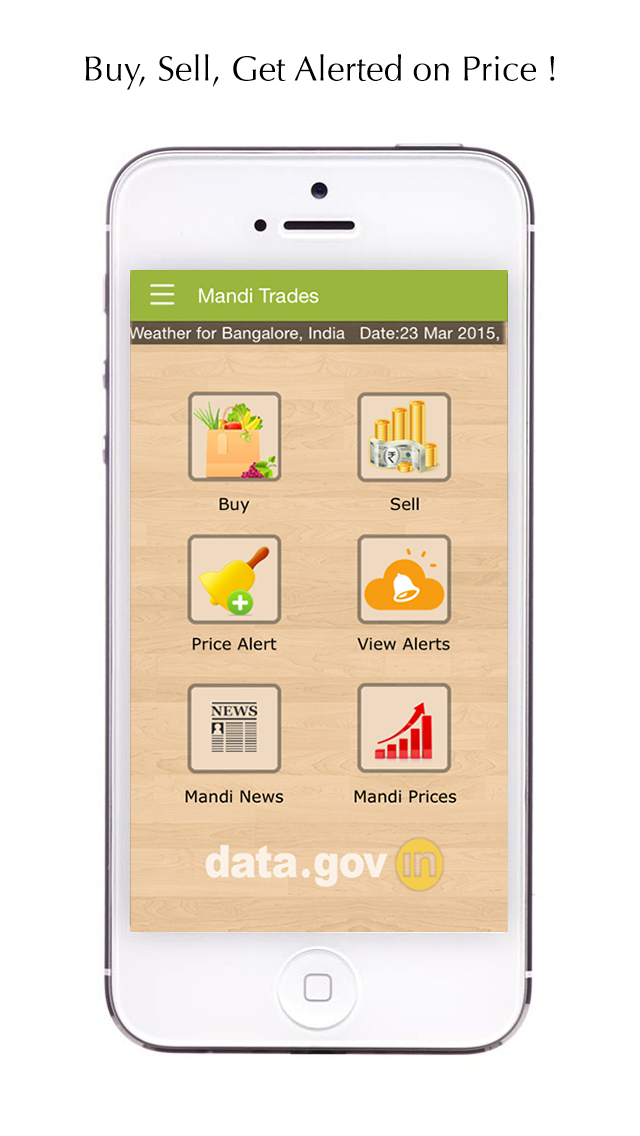 Buy, Sell, Get Alerted on Price !
Mandi Trades
Weather for Bangalore, India Date:23 Mar 2015,
Buy
Sell
Price Alert
View Alerts
NEWS
Mandi News
Mandi Prices
data.gov in